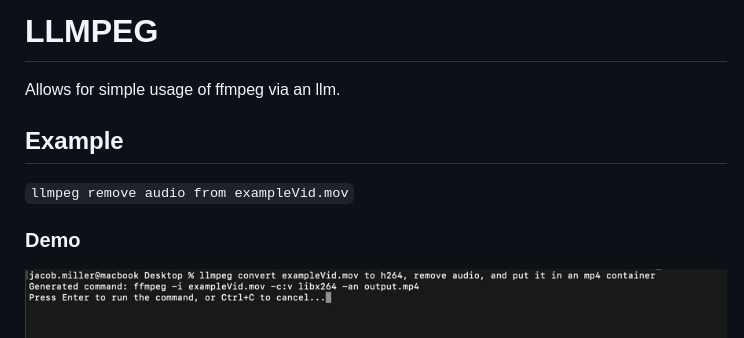 LLMPEG
Allows for simple usage of ffmpeg via an llm.
Example
llmpeg remove audio from exampleVid.mov
Demo
[jacob.miller@macbook Desktop % llmpeg convert exampleVid.mov to h264, remove audio, and put it in an mp4 container
Generated command: ffmpeg -i exampleVid.mov -c:v libx264 -an output.mp4
Press Enter to run the command, or Ctrl+C to cancel...